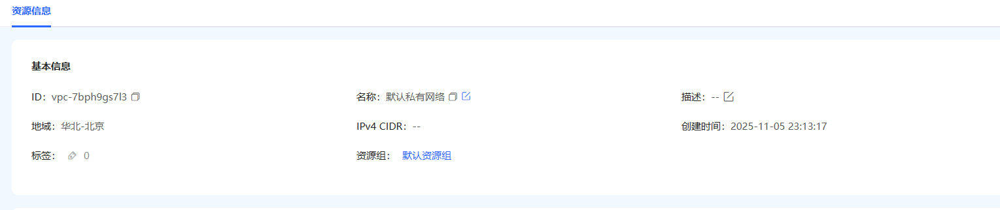 资源信息
基本信息
ID：vpc-7bph9gs7l3
名称：默认私有网络
描述：--
地域：华北-北京
IPv4 CIDR：--
创建时间：2025-11-05 23:13:17
标签： 0
资源组： 默认资源组